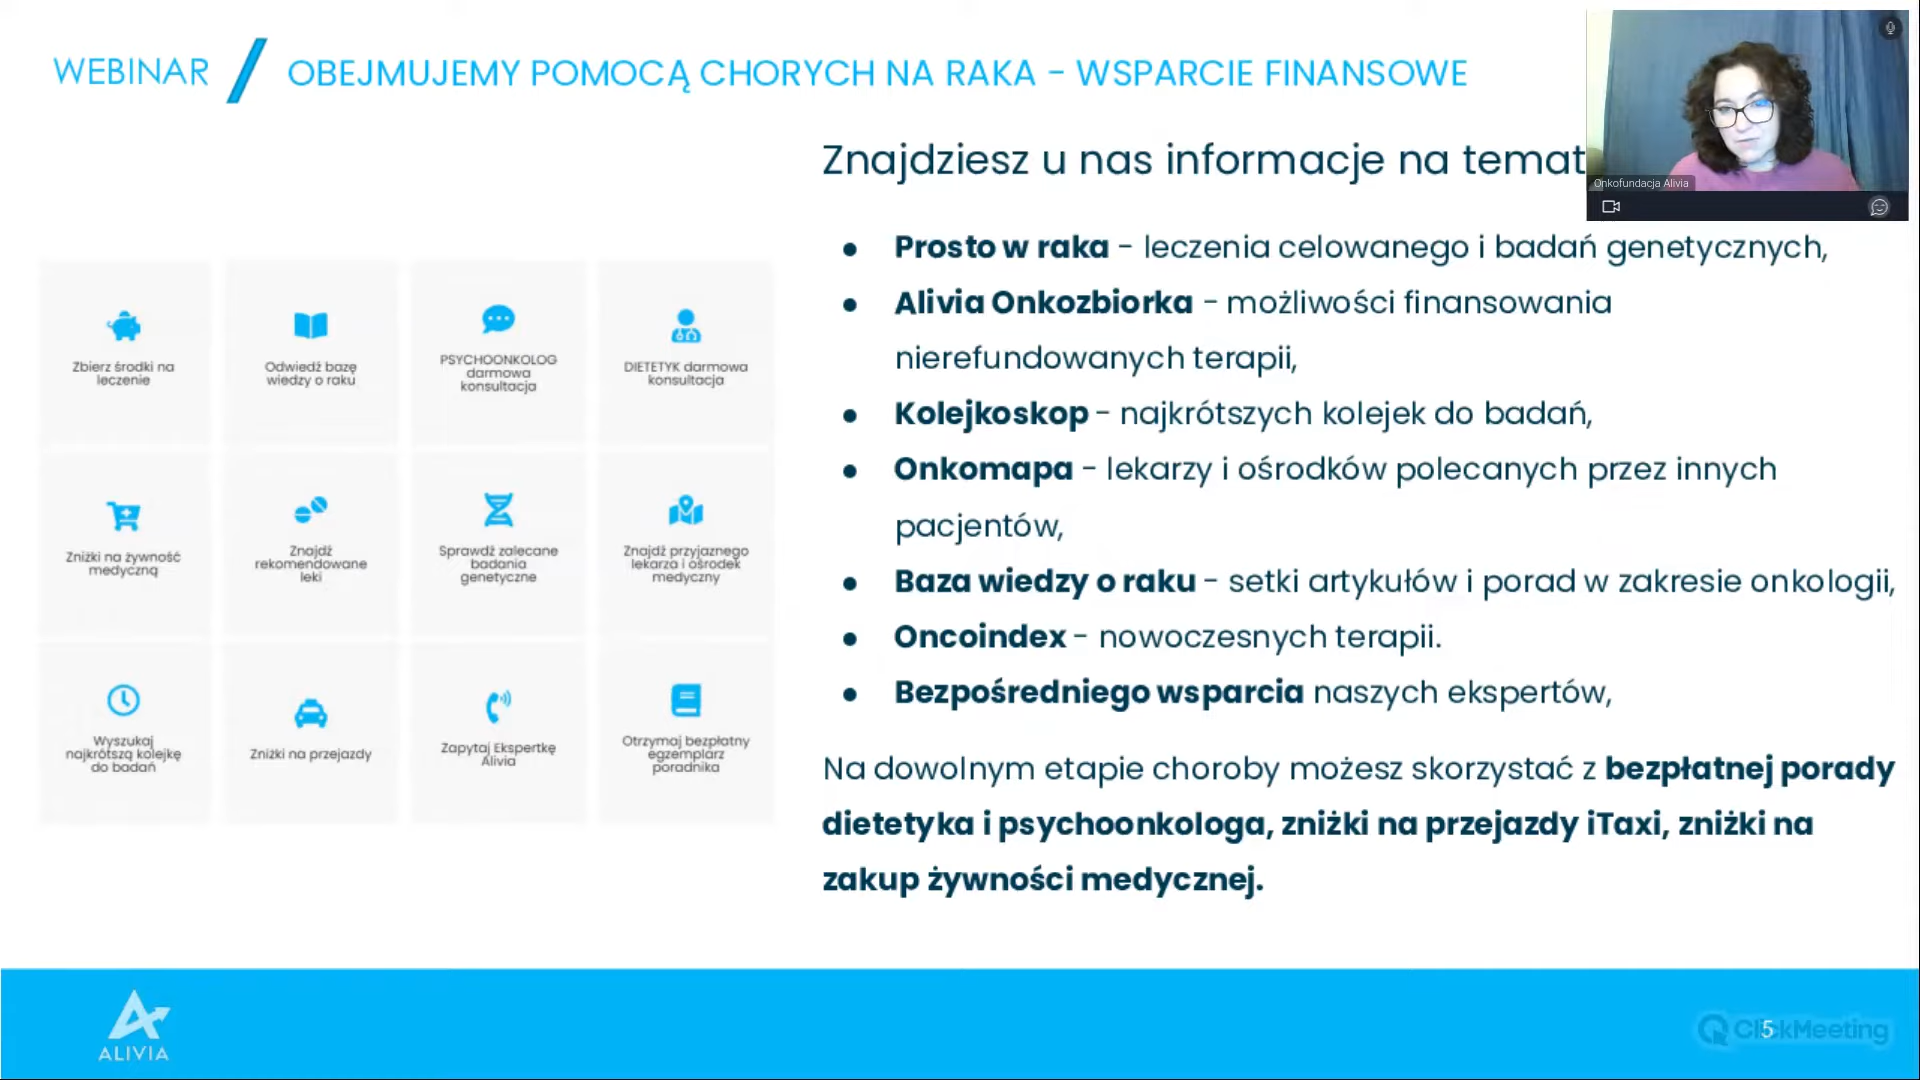 WEBINAR / OBEJMUJEMY POMOCĄ CHORYCH NA RAKA - WSPARCIE FINANSOWE
Onkofundacja Alivia
Zbierz środki na
leczenie
Odwiedź bazę
wiedzy o raku
PSYCHOONKOLOG
darmowa
konsultacja
DIETETYK darmowa
konsultacja
Zniżki na żywność
medyczną
Znajdź
rekomendowane
leki
Sprawdź zalecane
badania
genetyczne
Znajdź przyjaznego
lekarza i ośrodek
medyczny
Wyszukaj
najkrótszą kolejkę
do badań
Zniżki na przejazdy
Zapytaj Ekspertkę
Alivia
Otrzymaj bezpłatny
egzemplarz
poradnika
Znajdziesz u nas informacje na temat
● Prosto w raka - leczenia celowanego i badań genetycznych,
● Alivia Onkozbiorka - możliwości finansowania
nierefundowanych terapii,
● Kolejkoskop - najkrótszych kolejek do badań,
● Onkomapa - lekarzy i ośrodków polecanych przez innych
pacjentów,
● Baza wiedzy o raku - setki artykułów i porad w zakresie onkologii,
● Oncoindex - nowoczesnych terapii.
● Bezpośredniego wsparcia naszych ekspertów,
Na dowolnym etapie choroby możesz skorzystać z bezpłatnej porady
dietetyka i psychoonkologa, zniżki na przejazdy iTaxi, zniżki na
zakup żywności medycznej.
ALIVIA
ClickMeeting
5